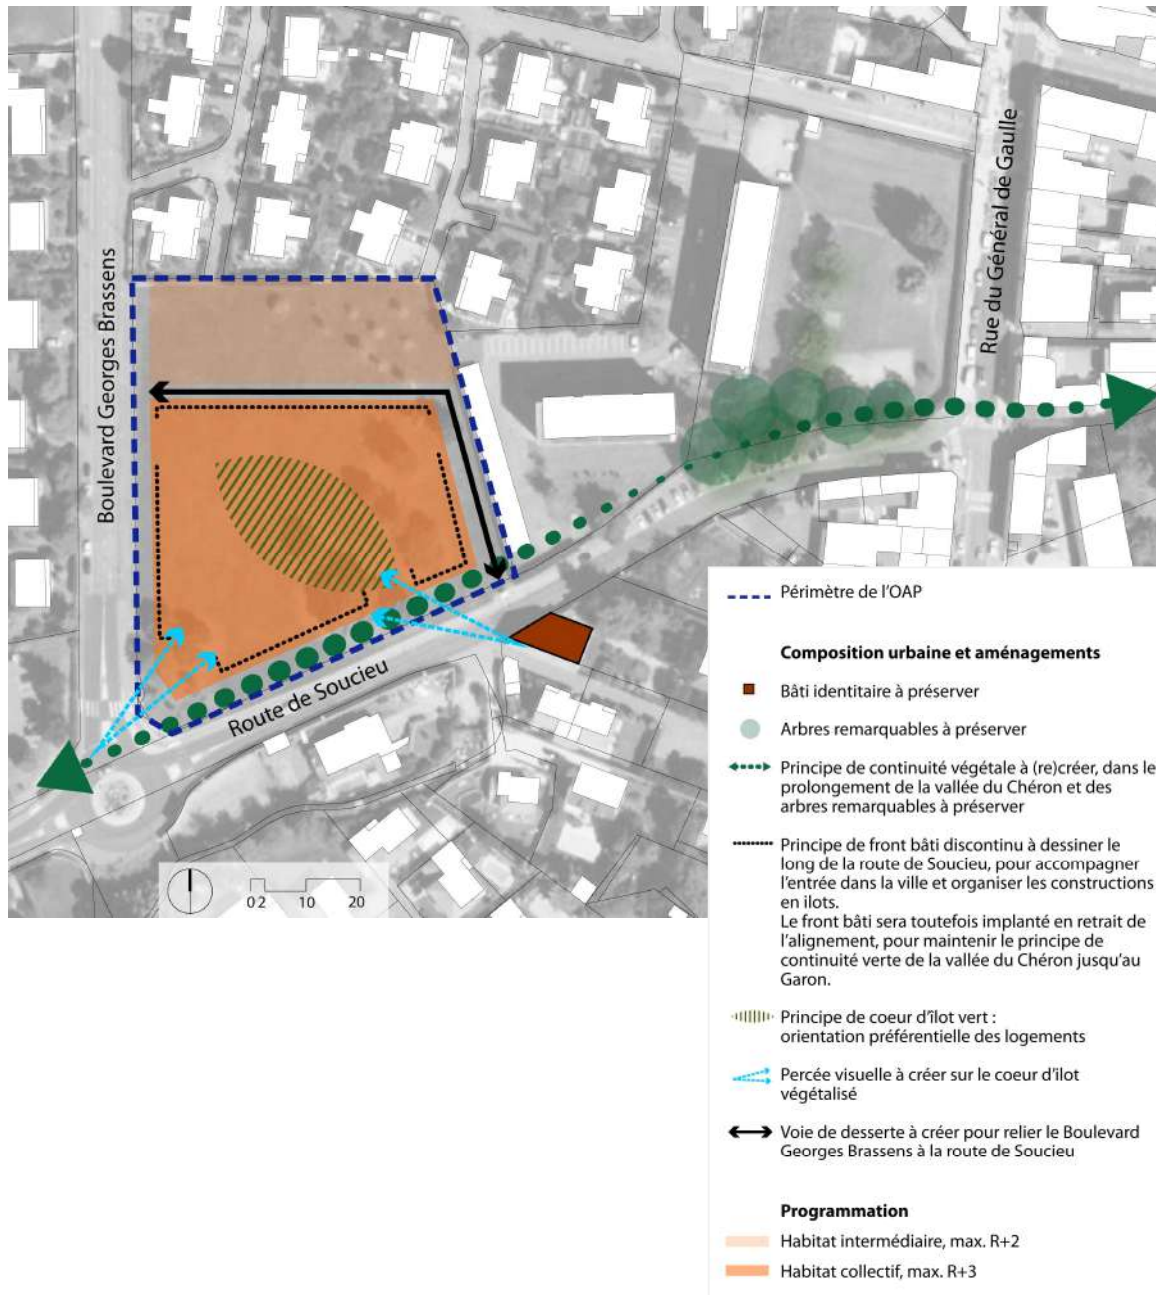 Boulevard Georges Brassens
Rue du Général de Gaulle
Route de Soucieu
0 2 10 20
Périmètre de l'OAP
Composition urbaine et aménagements
Bâti identitaire à préserver
Arbres remarquables à préserver
Principe de continuité végétale à (re)créer, dans le
prolongement de la vallée du Chéron et des
arbres remarquables à préserver
Principe de front bâti discontinu à dessiner le
long de la route de Soucieu, pour accompagner
l'entrée dans la ville et organiser les constructions
en ilots.
Le front bâti sera toutefois implanté en retrait de
l'alignement, pour maintenir le principe de
continuité verte de la vallée du Chéron jusqu'au
Garon.
Principe de coeur d'îlot vert :
orientation préférentielle des logements
Percée visuelle à créer sur le coeur d'ilot
végétalisé
Voie de desserte à créer pour relier le Boulevard
Georges Brassens à la route de Soucieu
Programmation
Habitat intermédiaire, max. R+2
Habitat collectif, max. R+3